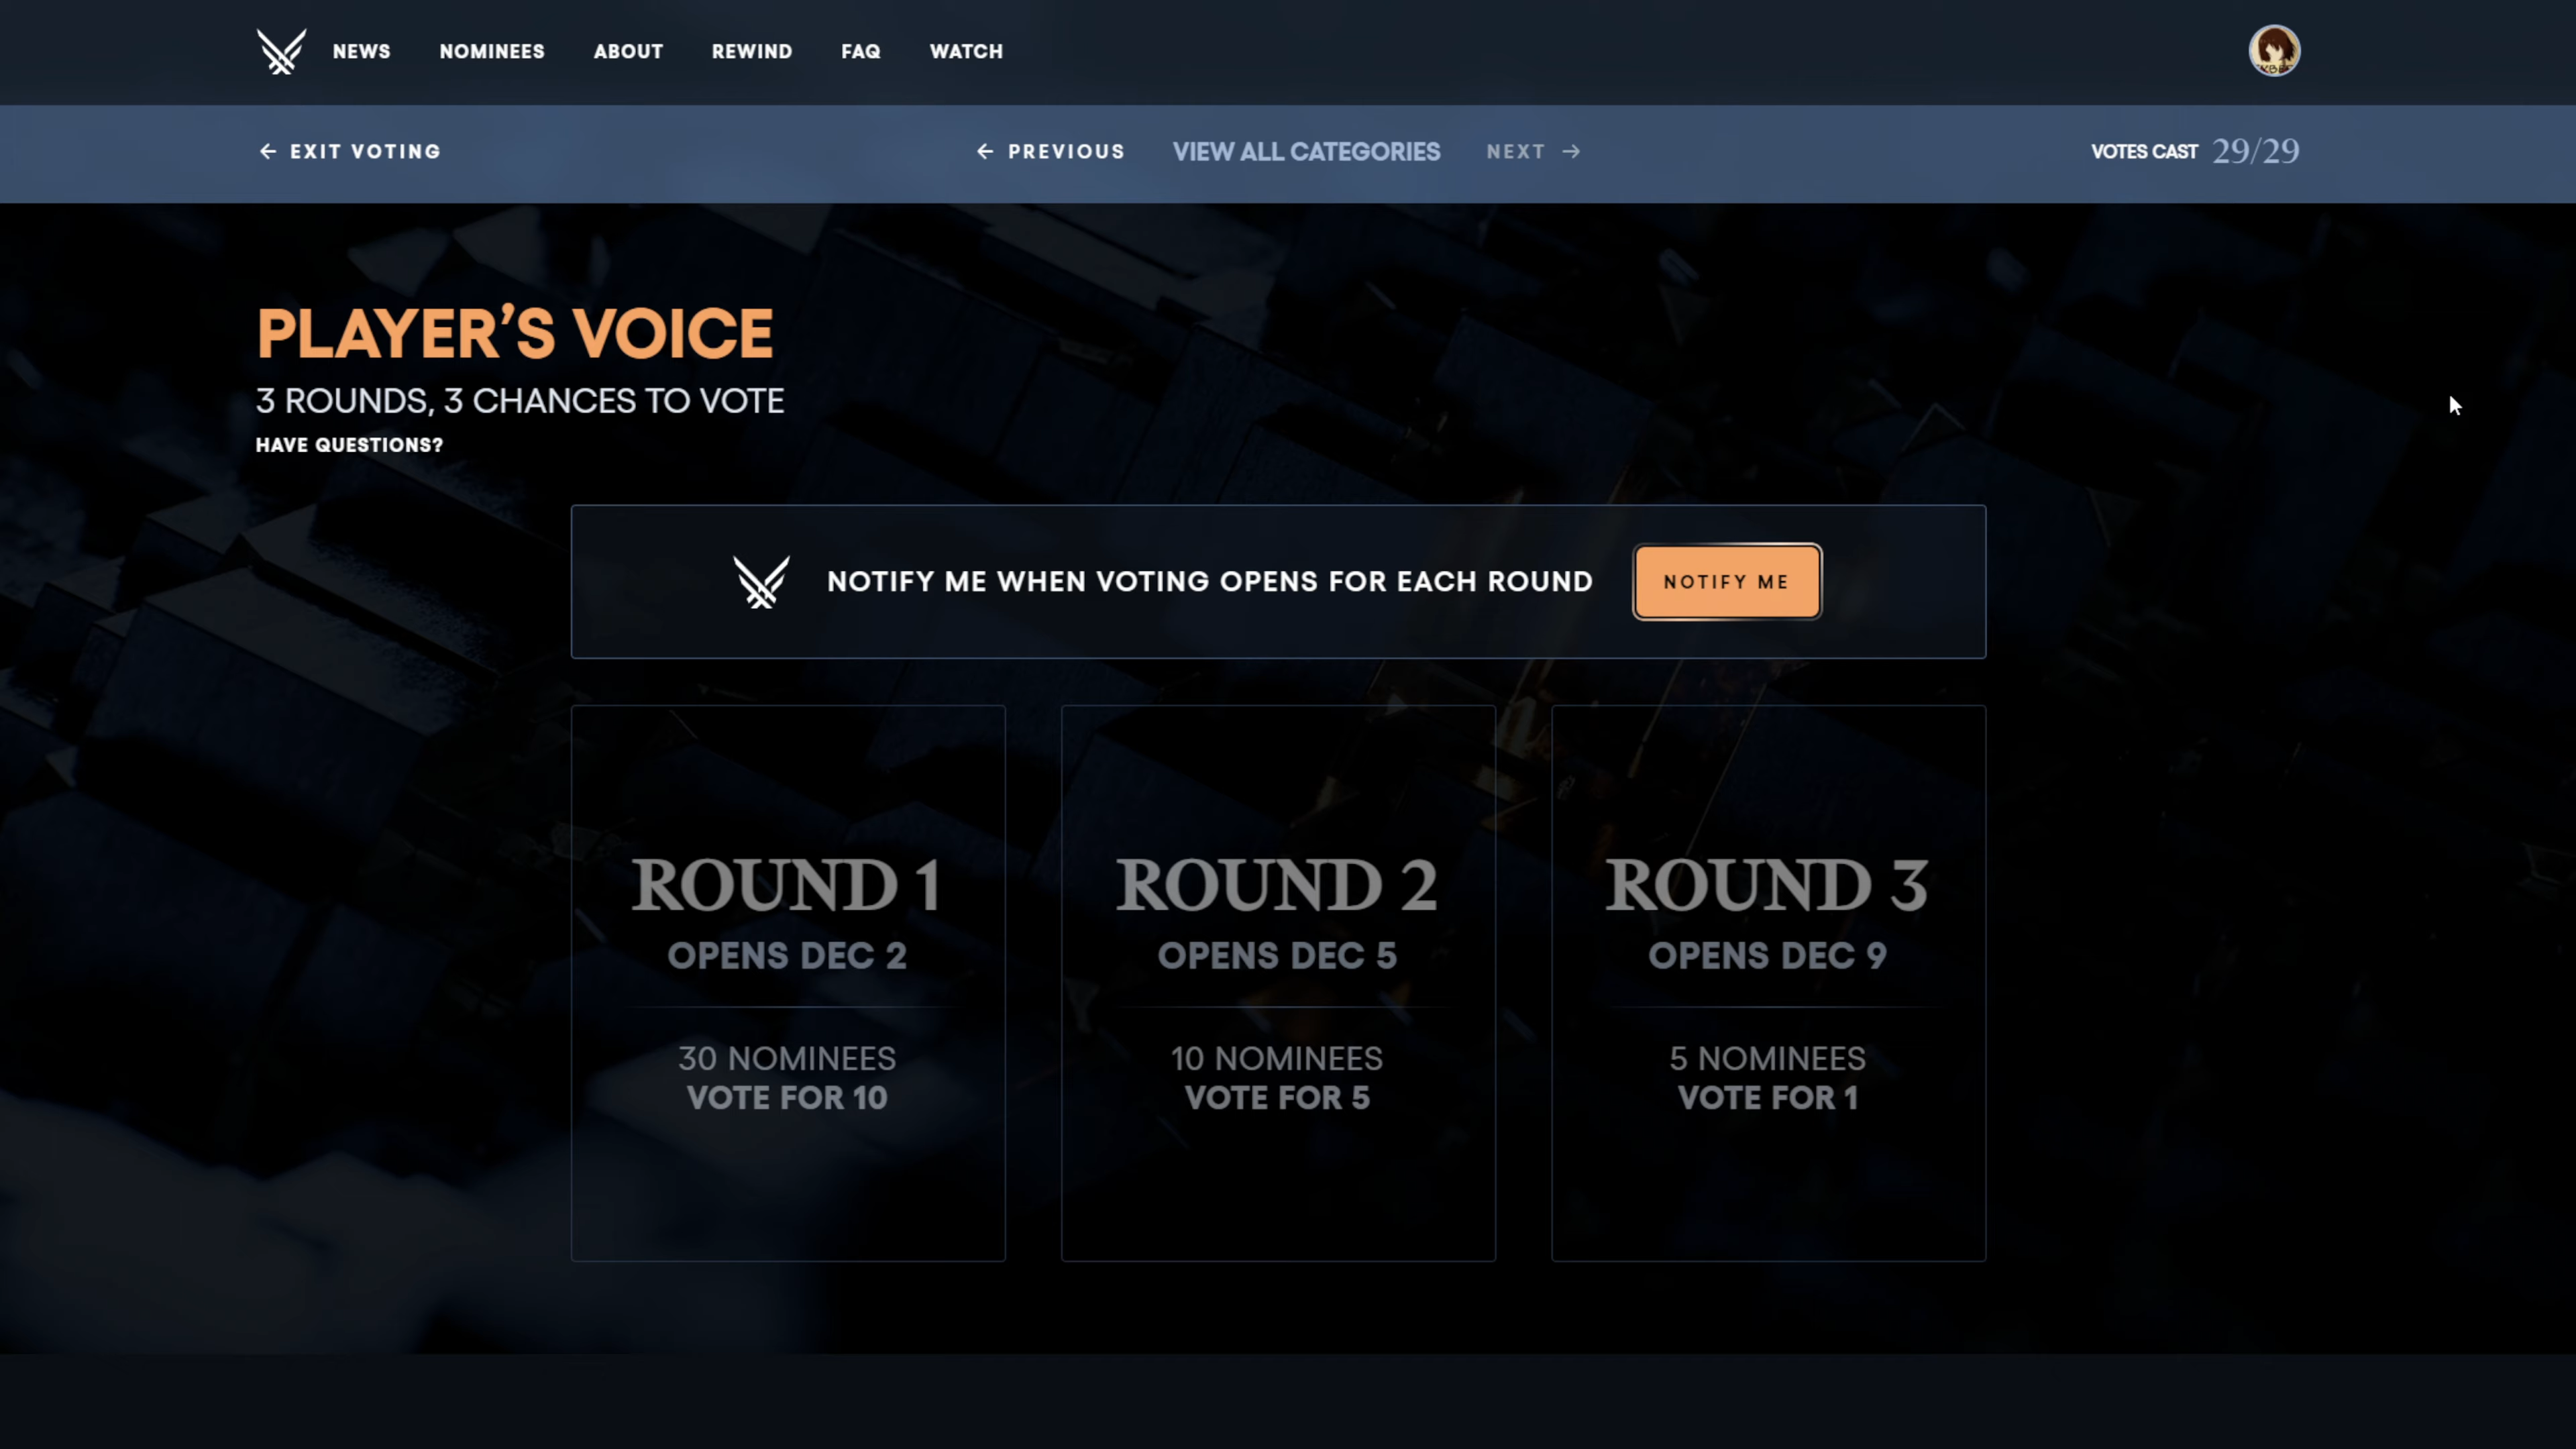 NEWS NOMINEES ABOUT REWIND FAQ WATCH
← EXIT VOTING ← PREVIOUS VIEW ALL CATEGORIES NEXT → VOTES CAST 29/29
PLAYER’S VOICE
3 ROUNDS, 3 CHANCES TO VOTE
HAVE QUESTIONS?
NOTIFY ME WHEN VOTING OPENS FOR EACH ROUND NOTIFY ME
ROUND 1
OPENS DEC 2
30 NOMINEES
VOTE FOR 10
ROUND 2
OPENS DEC 5
10 NOMINEES
VOTE FOR 5
ROUND 3
OPENS DEC 9
5 NOMINEES
VOTE FOR 1